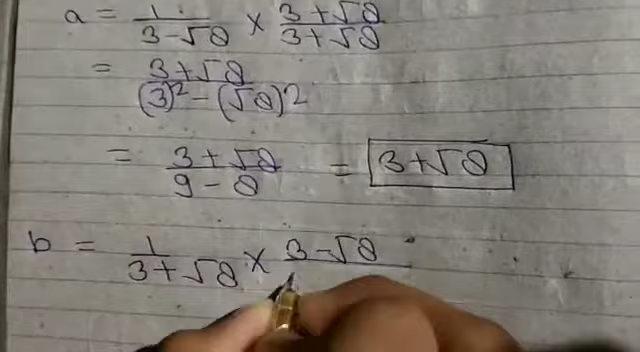 a = 1/(3-√8) × (3+√8)/(3+√8)
= (3+√8)/((3)² - (√8)²)
= (3+√8)/(9-8) = 3+√8
b = 1/(3+√8) × 3-√8